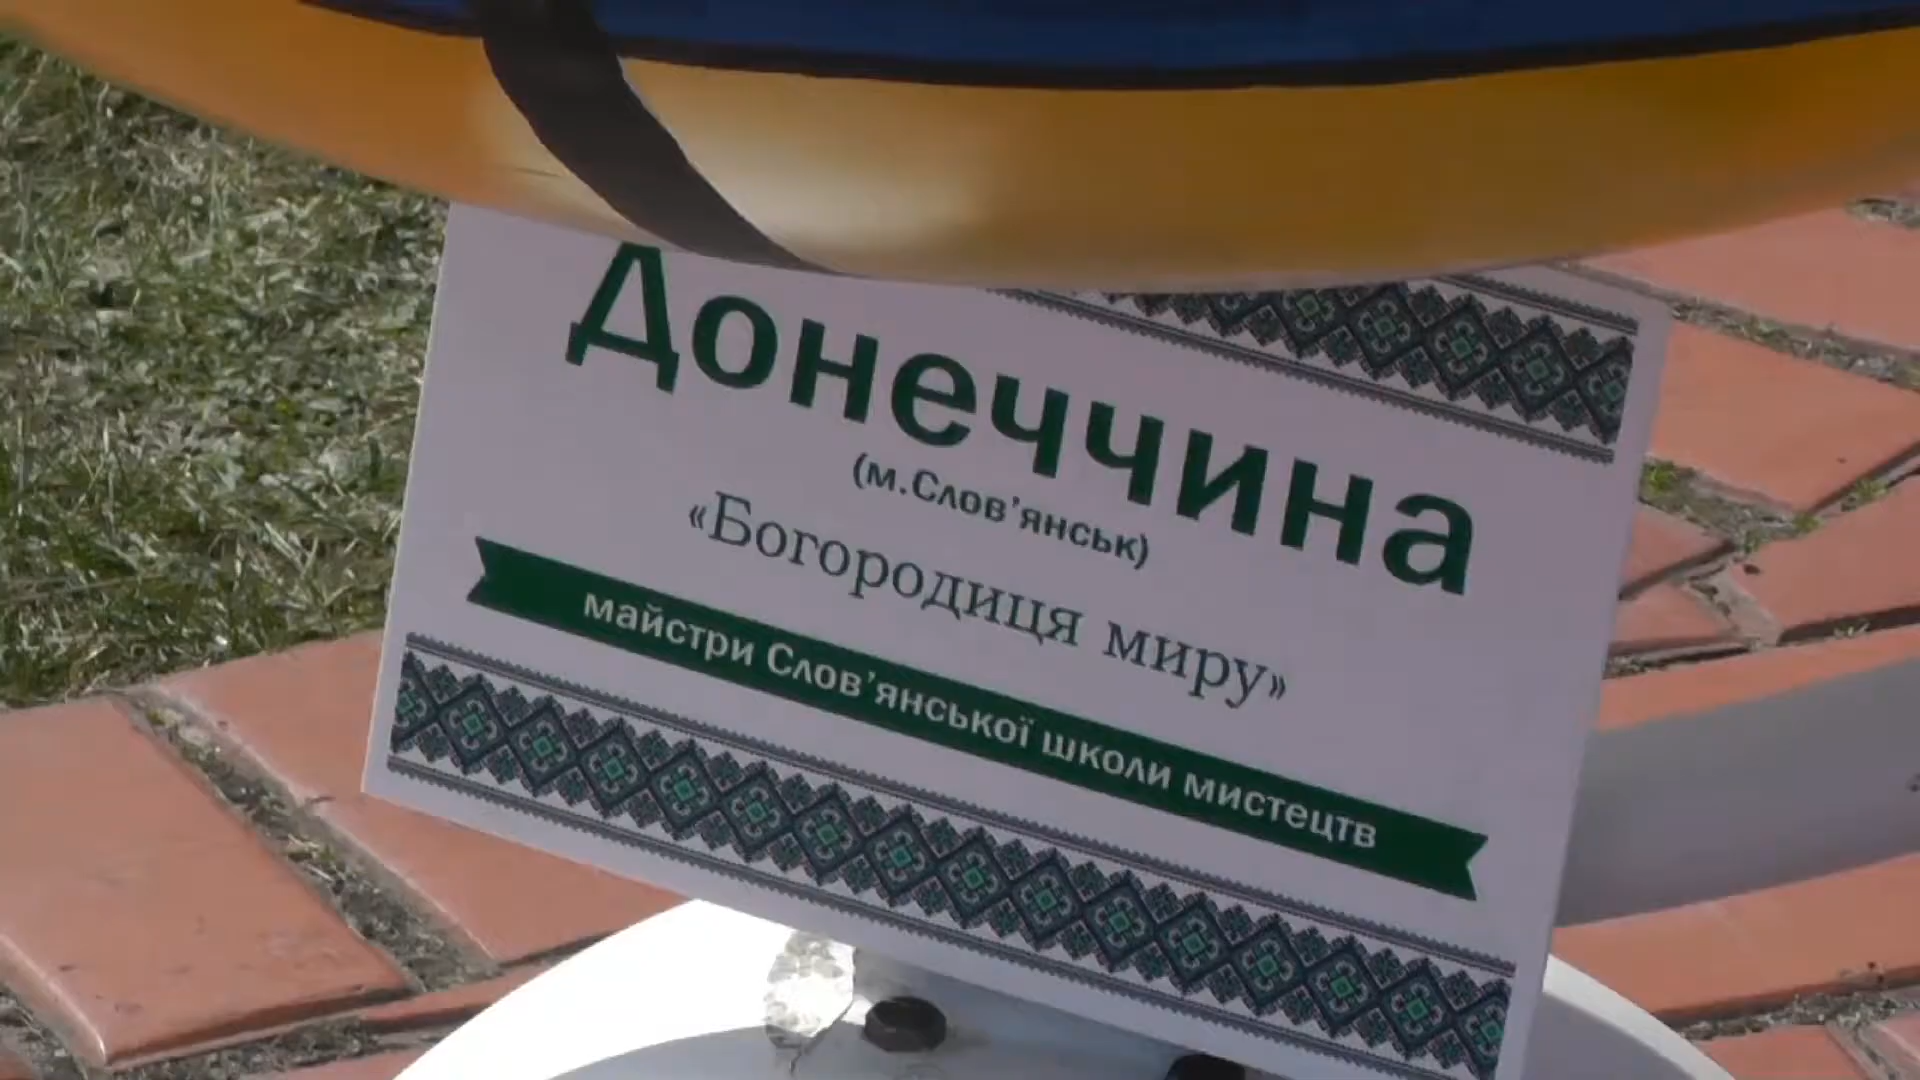 Донеччина
(м.Слов’янськ)
«Богородиця миру»
майстри Слов’янської школи мистецтв